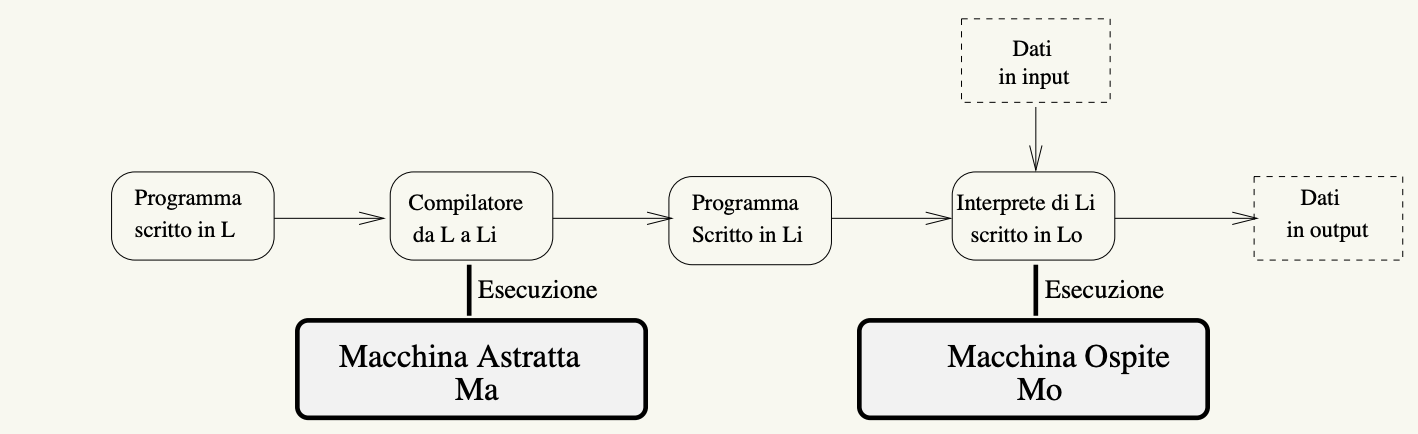 Dati
in input
Programma
scritto in L
Compilatore
da L a Li
Programma
Scritto in Li
Interprete di Li
scritto in Lo
Dati
in output
Esecuzione
Esecuzione
Macchina Astratta
Ma
Macchina Ospite
Mo